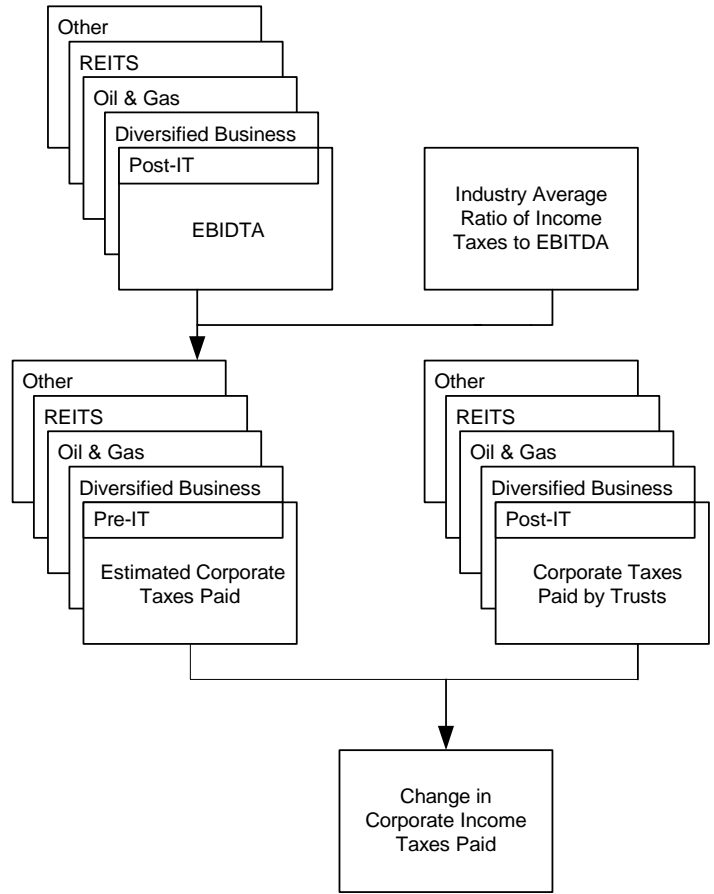 Other
REITS
Oil & Gas
Diversified Business
Post-IT
EBIDTA
Industry Average
Ratio of Income
Taxes to EBITDA
Other
REITS
Oil & Gas
Diversified Business
Pre-IT
Estimated Corporate
Taxes Paid
Other
REITS
Oil & Gas
Diversified Business
Post-IT
Corporate Taxes
Paid by Trusts
Change in
Corporate Income
Taxes Paid